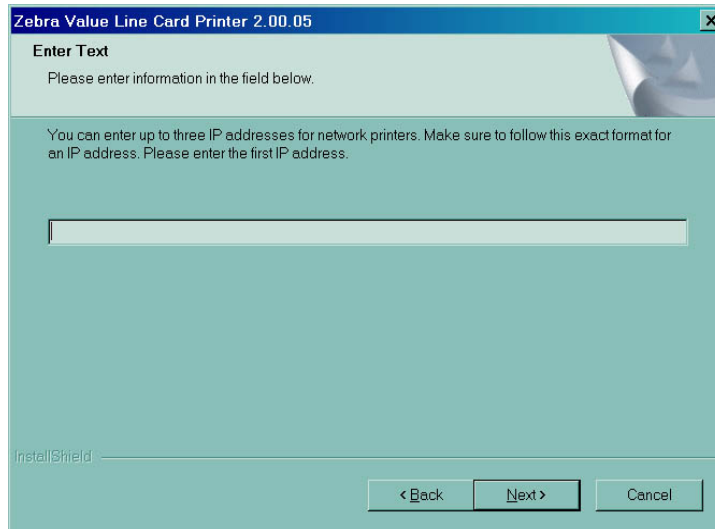 Zebra Value Line Card Printer 2.00.05
Enter Text
Please enter information in the field below.
You can enter up to three IP addresses for network printers. Make sure to follow this exact format for
an IP address. Please enter the first IP address.
InstallShield
< Back Next > Cancel